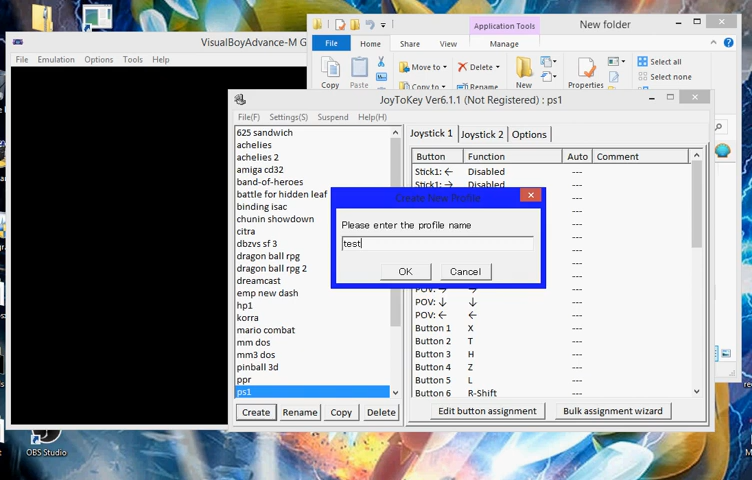 Application Tools
New folder
File
Home
Share
View
Manage
Move to
Delete
Select all
Copy
Paste
Rename
New
Properties
Select none
VisualBoyAdvance-M G
File
Emulation
Options
Tools
Help
JoyToKey Ver6.1.1 (Not Registered) : ps1
File(F)
Settings(S)
Suspend
Help(H)
625 sandwich
achelies
achelies 2
amiga cd32
band-of-heroes
battle for hidden leaf
binding isac
chunin showdown
citra
dbzvs sf 3
dragon ball rpg
dragon ball rpg 2
dreamcast
emp new dash
hp1
korra
mario combat
mm dos
mm3 dos
pinball 3d
ppr
ps1
Create
Rename
Copy
Delete
Joystick 1
Joystick 2
Options
Button
Function
Auto
Comment
Stick1: ←
Disabled
---
Stick1: →
Disabled
---
Create New Profile
Please enter the profile name
test
OK
Cancel
POV: →
→
---
POV: ↓
↓
---
POV: ←
←
---
Button 1
X
---
Button 2
T
---
Button 3
H
---
Button 4
Z
---
Button 5
L
---
Button 6
R-Shift
---
Edit button assignment
Bulk assignment wizard
OBS Studio